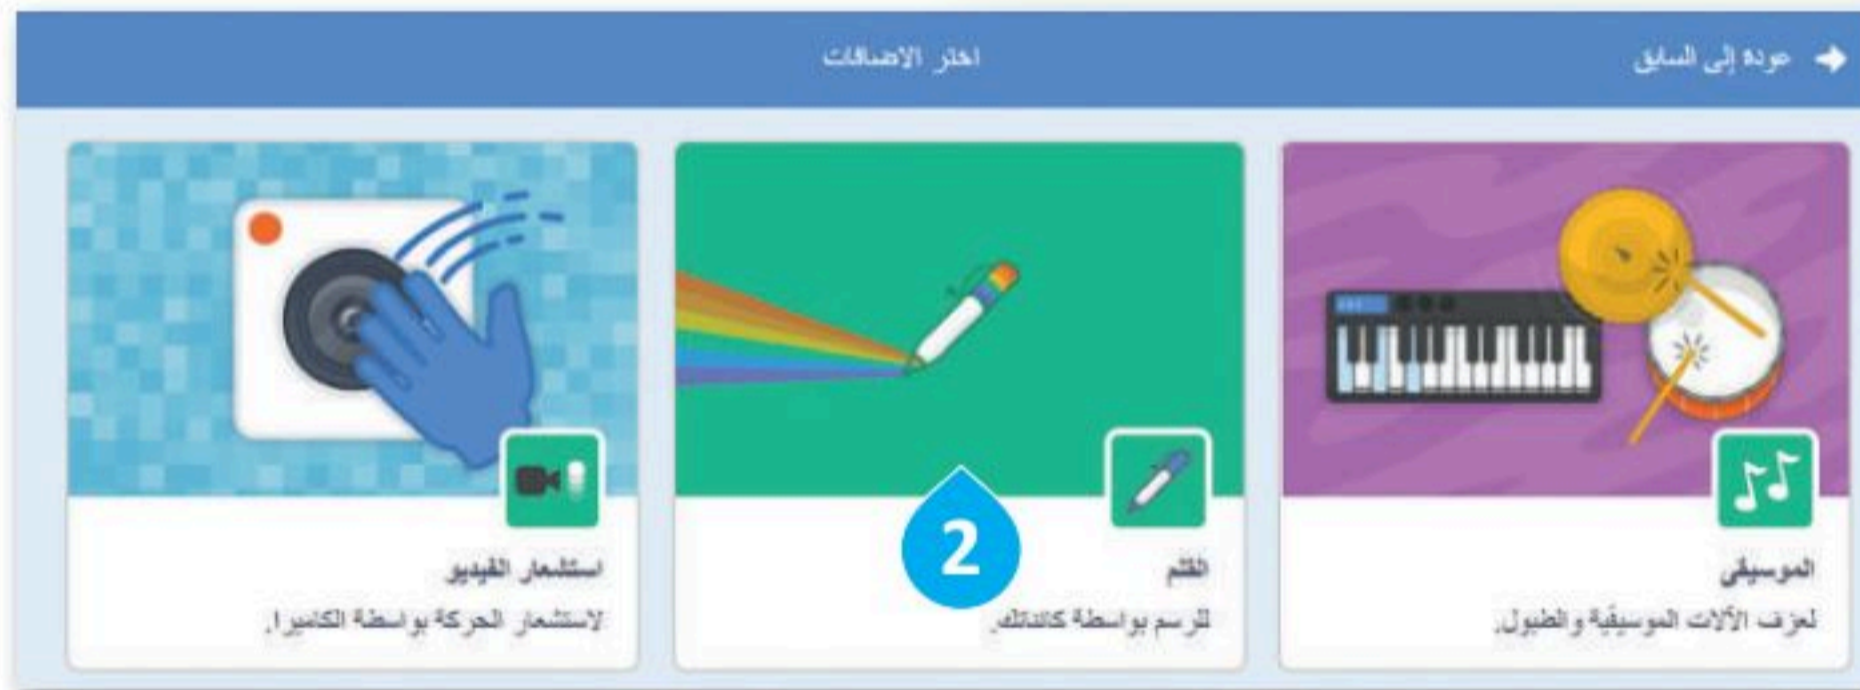 عودة إلى السابق
اختر الاضافات
الموسيقى
لعزف الآلات الموسيقية والطبول.
القلم
للرسم بواسطة كائناتك.
2
استشعار الفيديو
لاستشعار الحركة بواسطة الكاميرا.